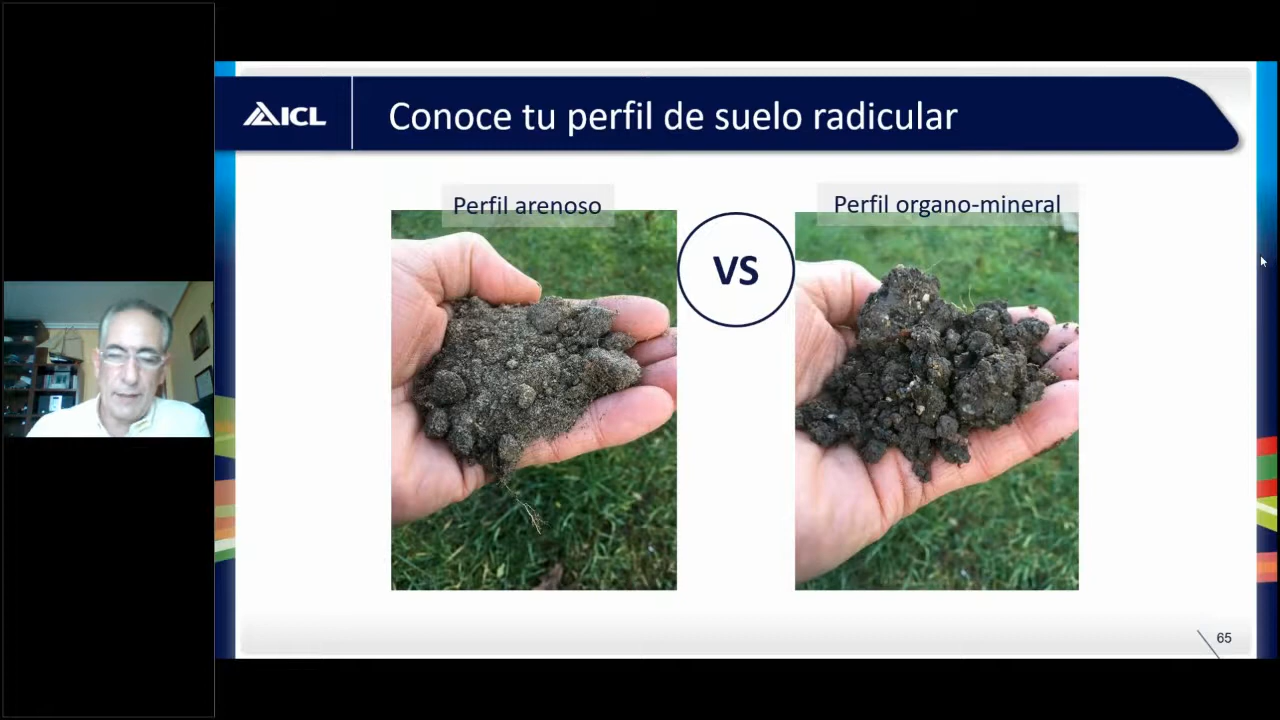 ICL
Conoce tu perfil de suelo radicular
Perfil arenoso
VS
Perfil organo-mineral
65